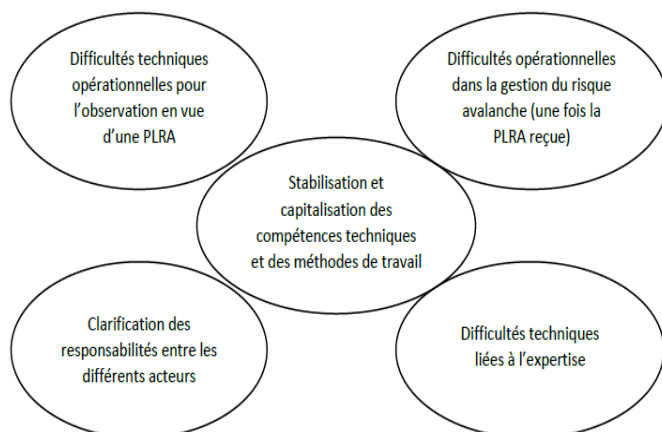 Difficultés techniques
opérationnelles pour
l’observation en vue
d’une PLRA
Difficultés opérationnelles
dans la gestion du risque
avalanche (une fois la
PLRA reçue)
Stabilisation et
capitalisation des
compétences techniques
et des méthodes de travail
Clarification des
responsabilités entre les
différents acteurs
Difficultés techniques
liées à l’expertise